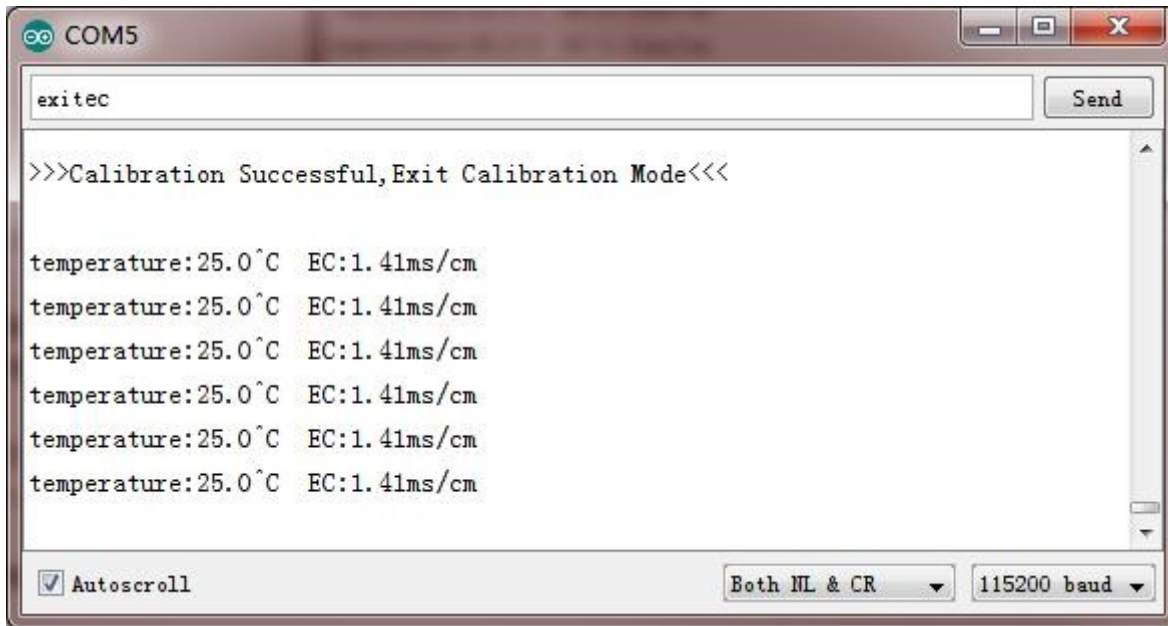 COM5
exitec
Send
>>>Calibration Successful,Exit Calibration Mode<<<
temperature:25.0^C  EC:1.41ms/cm
temperature:25.0^C  EC:1.41ms/cm
temperature:25.0^C  EC:1.41ms/cm
temperature:25.0^C  EC:1.41ms/cm
temperature:25.0^C  EC:1.41ms/cm
temperature:25.0^C  EC:1.41ms/cm
Autoscroll
Both NL & CR
115200 baud